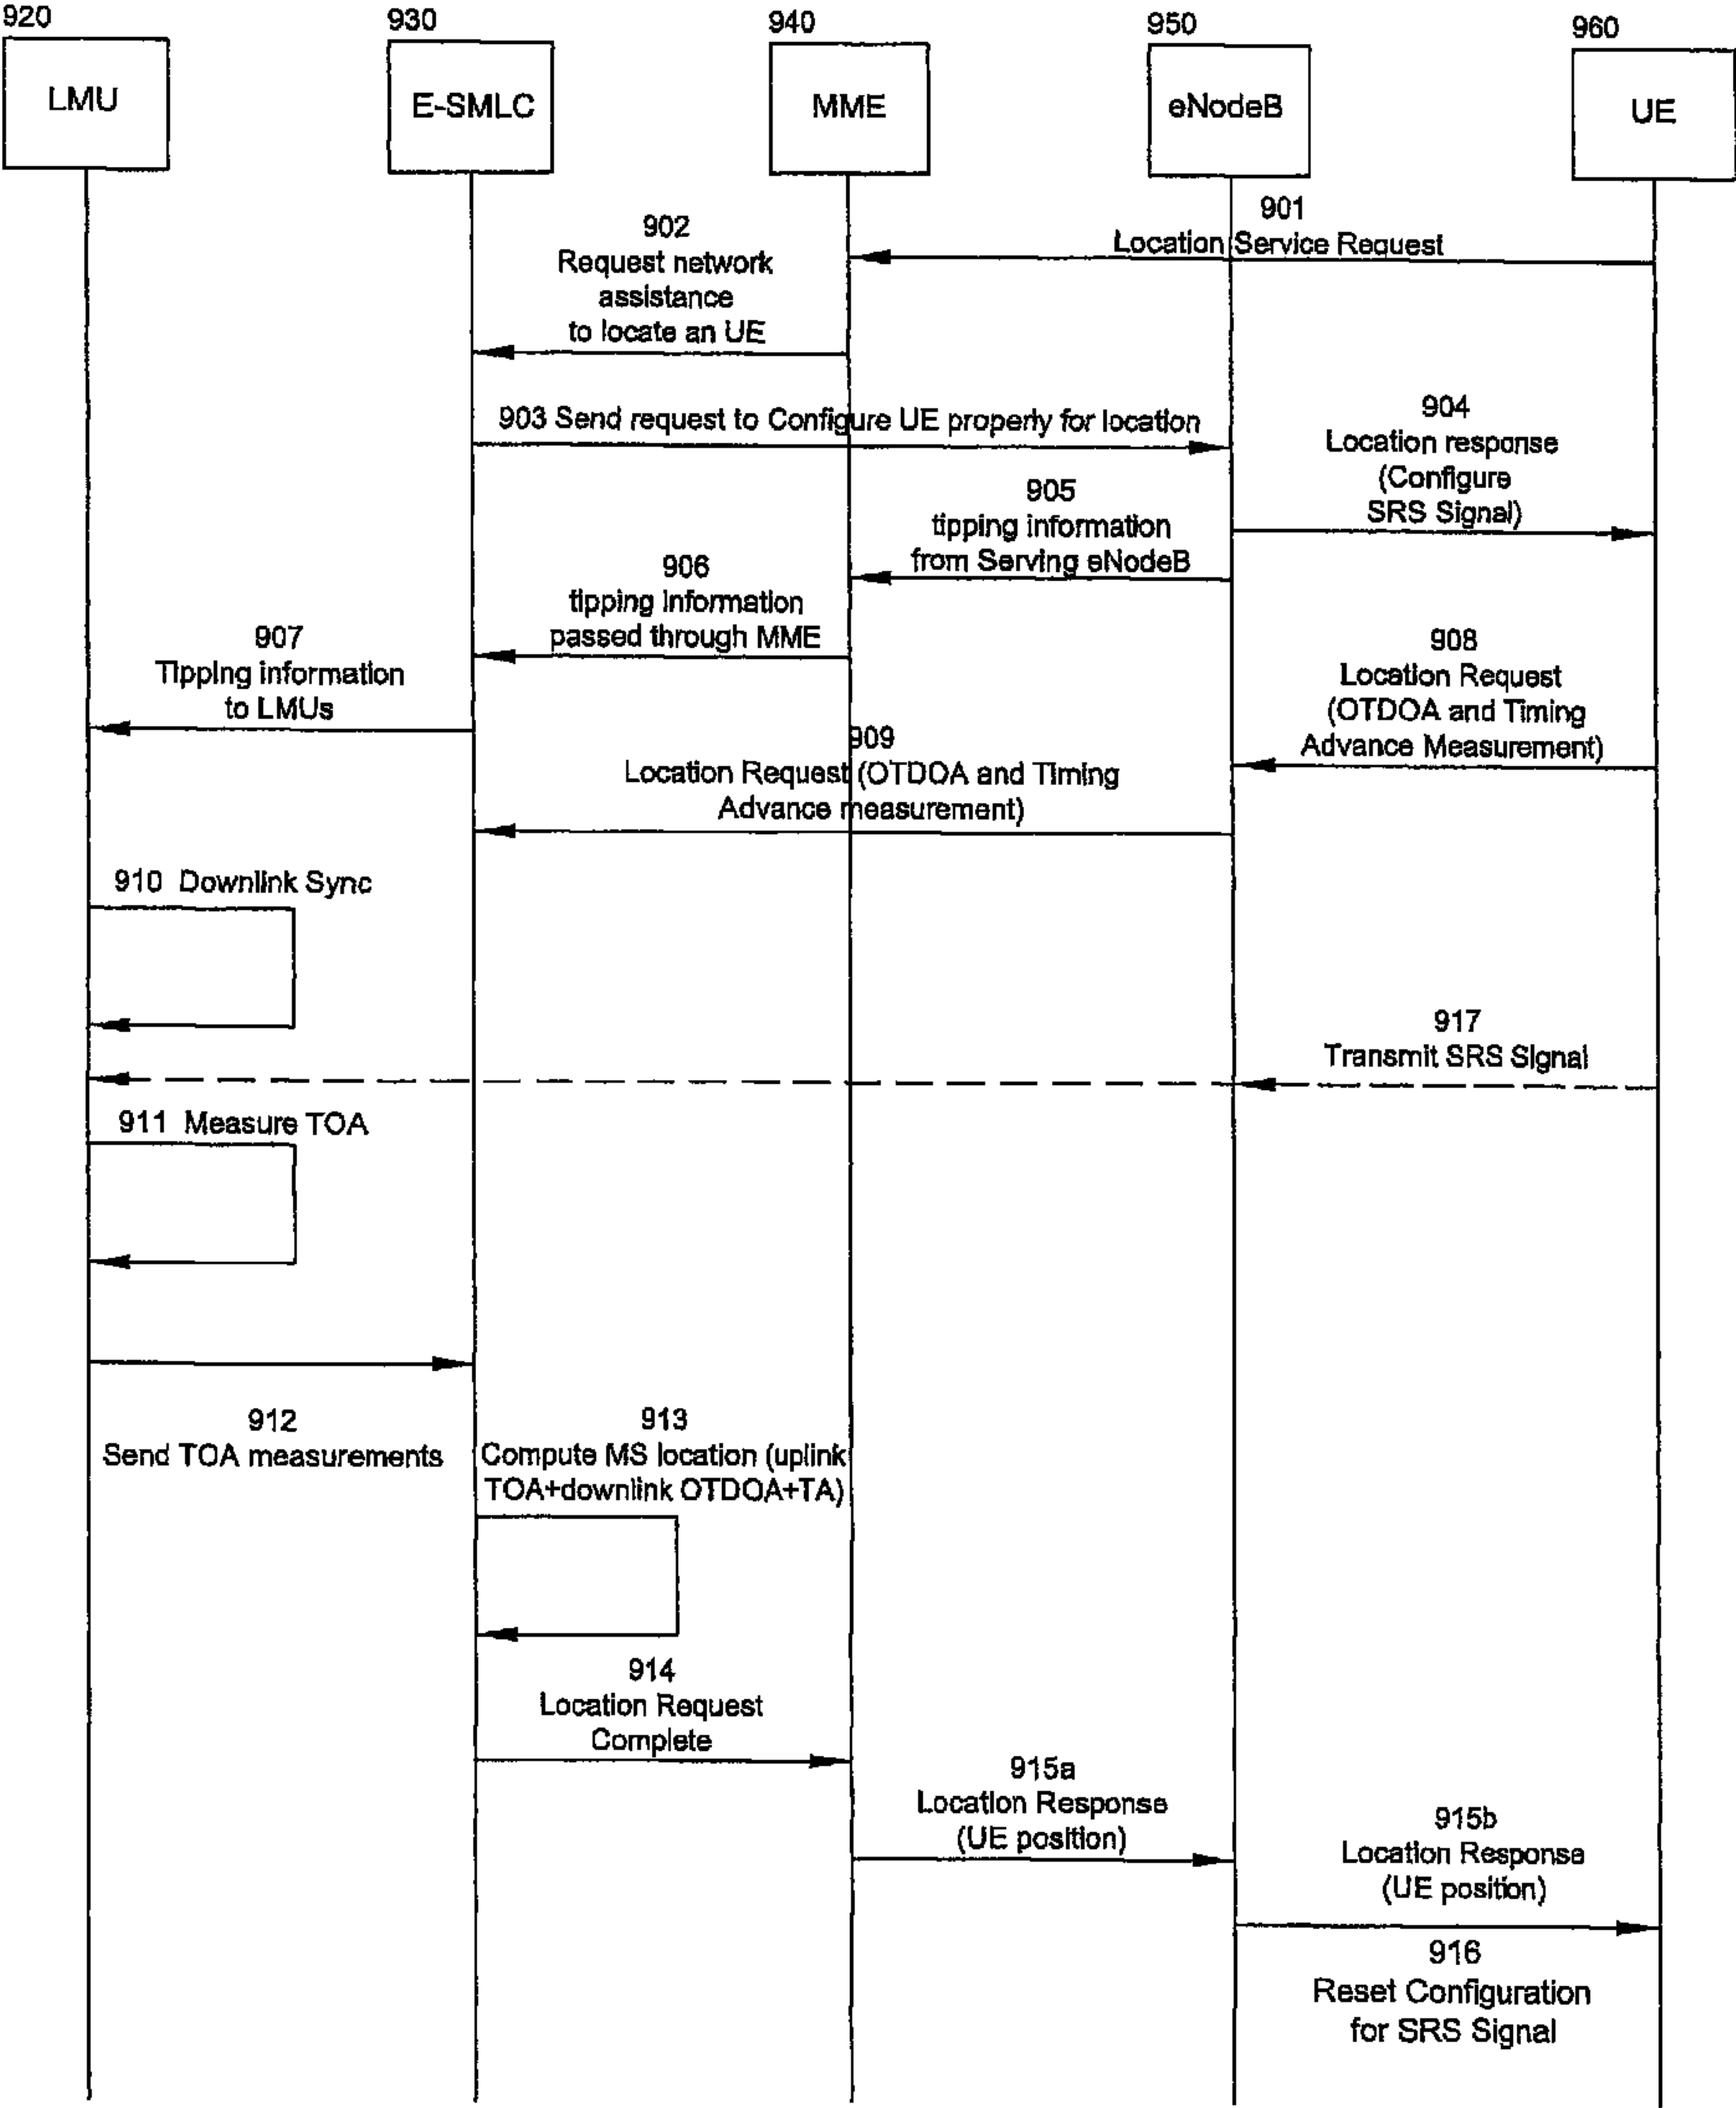 920
930
940
950
960
LMU
E-SMLC
MME
eNodeB
UE
901
Location Service Request
902
Request network
assistance
to locate an UE
903 Send request to Configure UE properly for location
904
Location response
(Configure
SRS Signal)
905
tipping information
from Serving eNodeB
906
tipping information
passed through MME
907
Tipping information
to LMUs
908
Location Request
(OTDOA and Timing
Advance Measurement)
909
Location Request (OTDOA and Timing
Advance measurement)
910 Downlink Sync
917
Transmit SRS Signal
911 Measure TOA
912
Send TOA measurements
913
Compute MS location (uplink
TOA+downlink OTDOA+TA)
914
Location Request
Complete
915a
Location Response
(UE position)
915b
Location Response
(UE position)
916
Reset Configuration
for SRS Signal